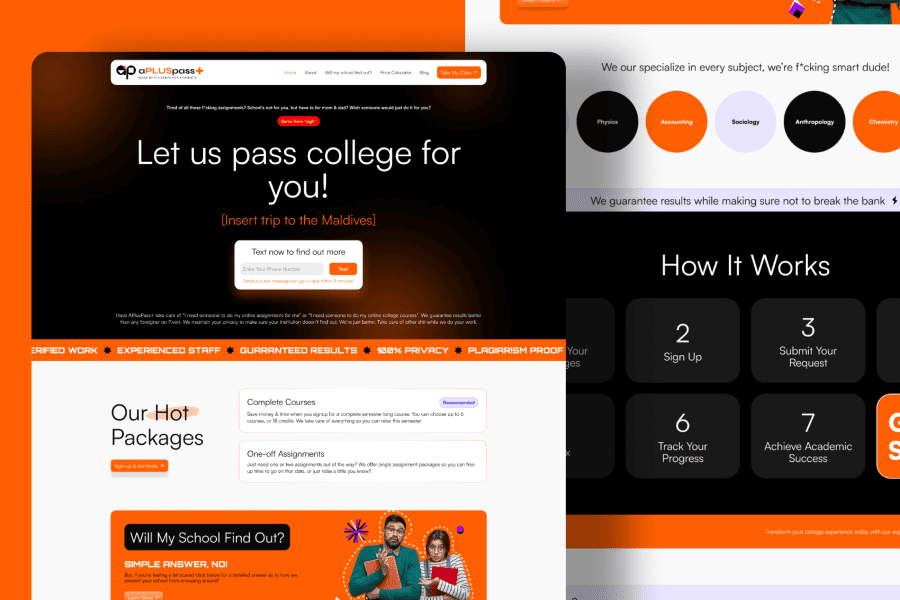 aPLUSpass+
MADE BY STUDENTS FOR STUDENTS
Home About Will my school find out? Price Calculator Blog Take My Class
Tired of all these f*cking assignments? School's not for you, but have to for mom & dad? Wish someone would just do it for you?
Same here *sigh*
Let us pass college for
you!
[Insert trip to the Maldives]
Text now to find out more
Enter Your Phone Number Text
Send us a text message and get a reply within 5 minutes!
Have APlusPass+ take care of "I need someone to do my online assignments for me" or "I need someone to do my online college courses". We guarantee results better
than any foreigner on Fiverr. We maintain your privacy to make sure your institution doesn't find out. We're just better. Take care of other shit while we do your work.
ERIFIED WORK EXPERIENCED STAFF GUARANTEED RESULTS 100% PRIVACY PLAGIARISM PROOF
Our Hot
Packages
Sign-up & dominate
Complete Courses
Recommended
Save money & time when you signup for a complete semester long course. You can choose up to 6
courses, or 18 credits. We take care of everything so you can relax this semester
One-off Assignments
Just need one or two assignments out of the way? We offer single assignment packages so you can free
up time to go on that date, or just relax a little you know?
Will My School Find Out?
SIMPLE ANSWER, NO!
But, if you're feeling a bit scared click below for a detailed answer as to how we
prevent your school from snooping around"
Learn More
We our specialize in every subject, we're f*cking smart dude!
Physics
Accounting
Sociology
Anthropology
Chemistry
We guarantee results while making sure not to break the bank
How It Works
Your
ges
2
Sign Up
3
Submit Your
Request
x
6
Track Your
Progress
7
Achieve Academic
Success
G
S
Transform your college experience today with our exp